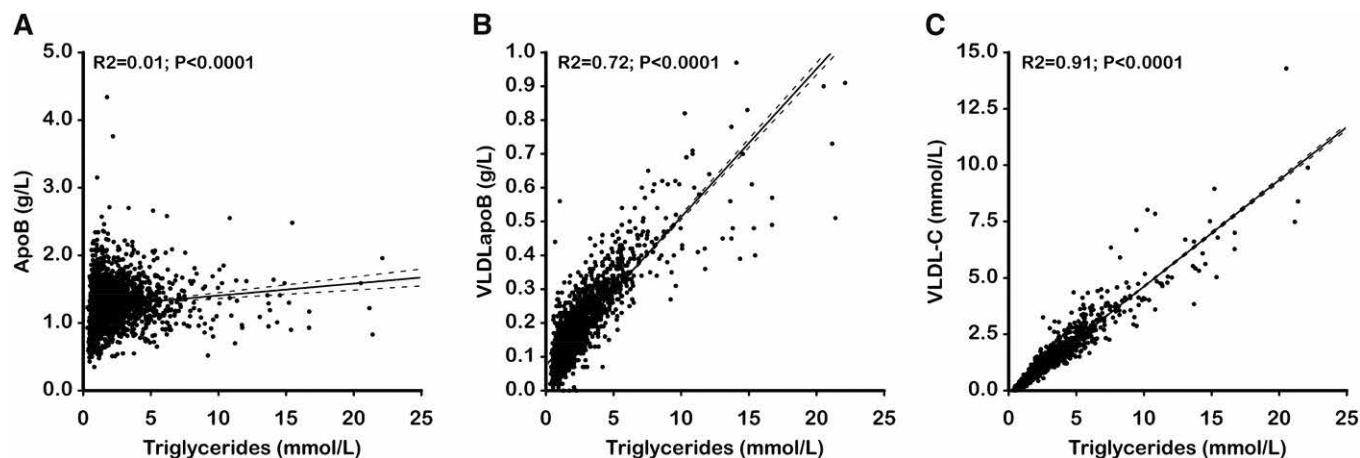 A
R2=0.01; P<0.0001
ApoB (g/L)
5.0
4.0
3.0
2.0
1.0
0.0
0 5 10 15 20 25
Triglycerides (mmol/L)
B
R2=0.72; P<0.0001
VLDLapoB (g/L)
1.0
0.9
0.8
0.7
0.6
0.5
0.4
0.3
0.2
0.1
0.0
0 5 10 15 20 25
Triglycerides (mmol/L)
C
R2=0.91; P<0.0001
VLDL-C (mmol/L)
15.0
12.5
10.0
7.5
5.0
2.5
0.0
0 5 10 15 20 25
Triglycerides (mmol/L)